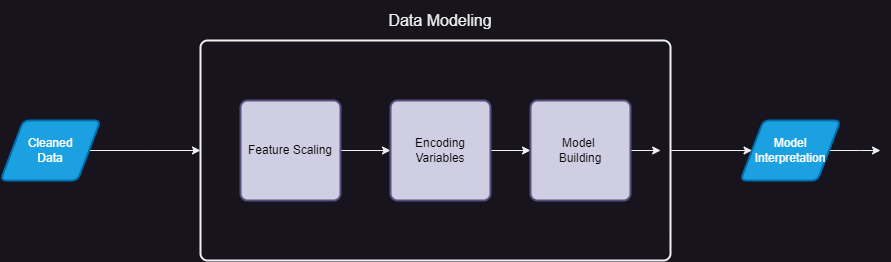 Data Modeling
Cleaned
Data
Feature Scaling
Encoding
Variables
Model
Building
Model
Interpretation